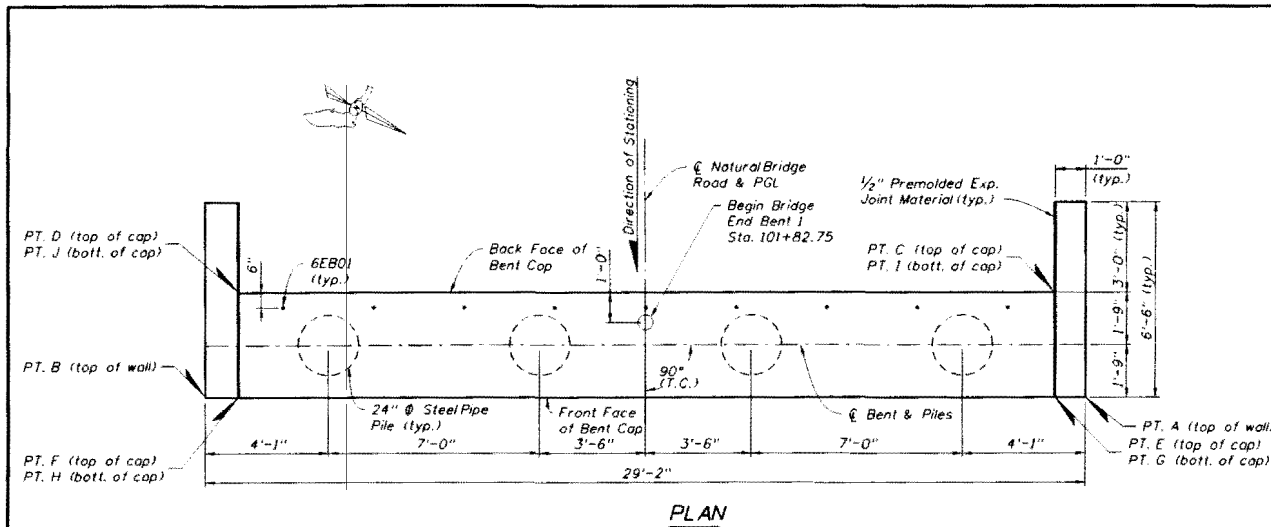 Direction of Stationing
℄ Natural Bridge
Road & PGL
Begin Bridge
End Bent 1
Sta. 101+82.75
1/2" Premolded Exp.
Joint Material (typ.)
1'-0"
(typ.)
PT. D (top of cap)
PT. J (bott. of cap)
6"
6EB01
(typ.)
Back Face of
Bent Cap
1'-0"
PT. C (top of cap)
PT. I (bott. of cap)
3'-0" (typ.)
1'-9"
1'-9"
6'-6" (typ.)
PT. B (top of wall)
24" Φ Steel Pipe
Pile (typ.)
Front Face
of Bent Cap
90°
(T.C.)
℄ Bent & Piles
PT. A (top of wall)
PT. E (top of cap)
PT. G (bott. of cap)
PT. F (top of cap)
PT. H (bott. of cap)
4'-1"
7'-0"
3'-6"
3'-6"
7'-0"
4'-1"
29'-2"
PLAN